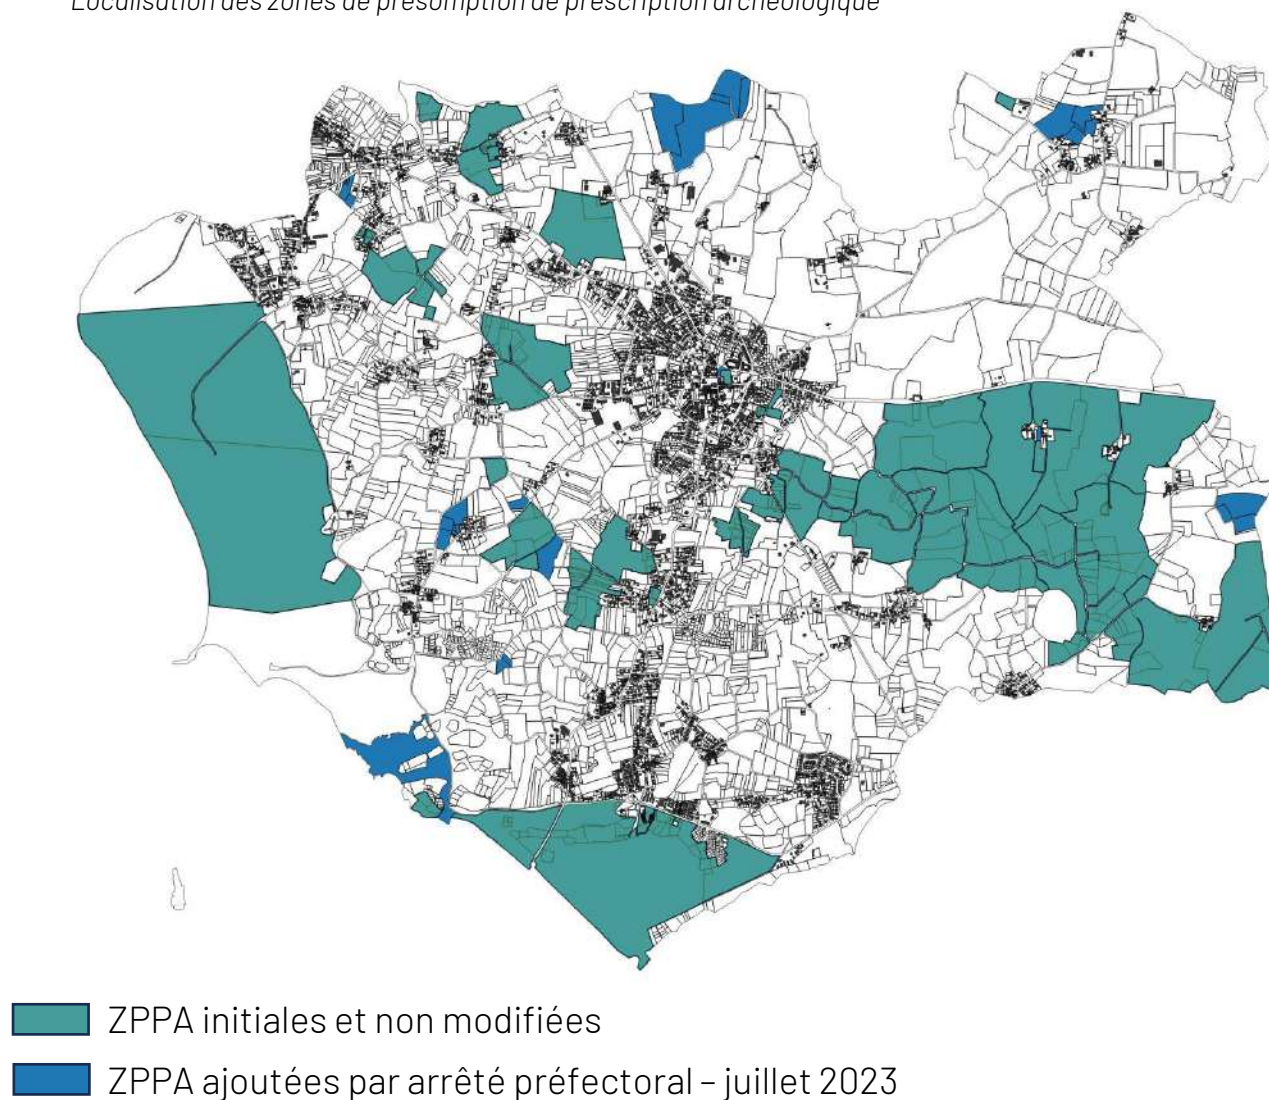 Localisation des zones de présomption de prescription archéologique
ZPPA initiales et non modifiées
ZPPA ajoutées par arrêté préfectoral – juillet 2023